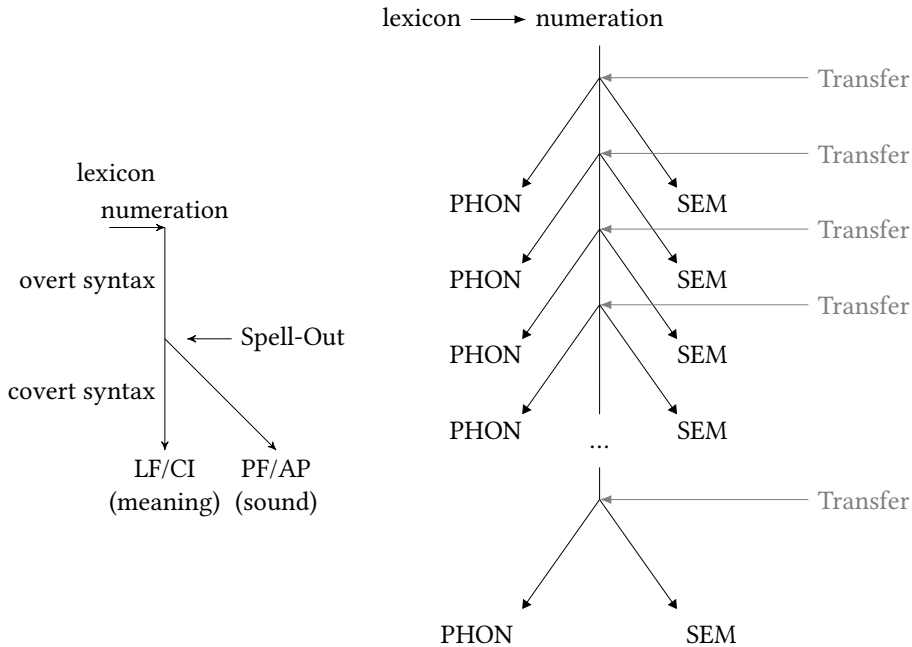 lexicon
numeration
overt syntax
Spell-Out
covert syntax
LF/CI PF/AP
(meaning) (sound)
lexicon numeration
Transfer
Transfer
PHON SEM
Transfer
PHON SEM
Transfer
PHON SEM
PHON SEM
...
Transfer
PHON SEM